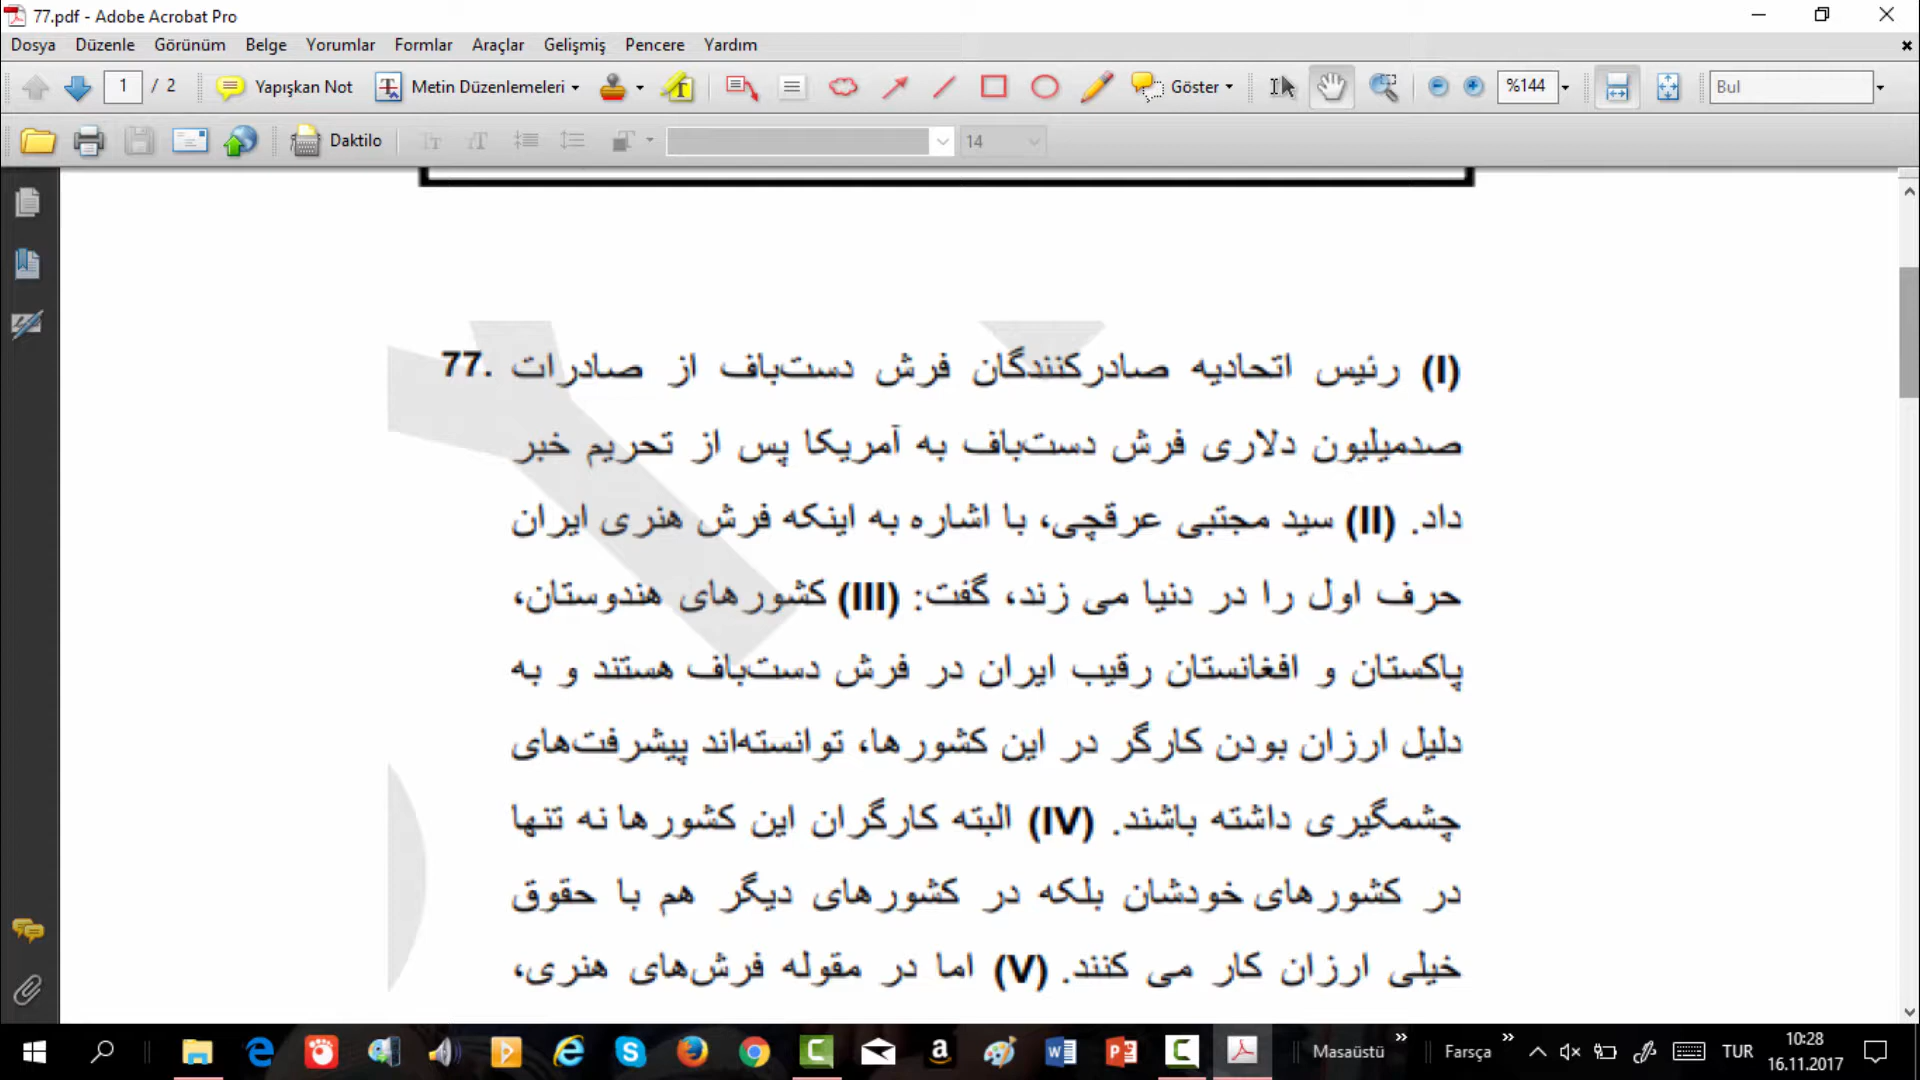 77.pdf - Adobe Acrobat Pro
Dosya Düzenle Görünüm Belge Yorumlar Formlar Araçlar Gelişmiş Pencere Yardım
1 / 2 Yapışkan Not Metin Düzenlemeleri Göster %144 Bul
Daktilo 14
77. (I) رئیس اتحادیه صادرکنندگان فرش دست‌باف از صادرات
صدمیلیون دلاری فرش دست‌باف به آمریکا پس از تحریم خبر
داد. (II) سید مجتبی عرقچی، با اشاره به اینکه فرش هنری ایران
حرف اول را در دنیا می زند، گفت: (III) کشورهای هندوستان،
پاکستان و افغانستان رقیب ایران در فرش دست‌باف هستند و به
دلیل ارزان بودن کارگر در این کشورها، توانسته‌اند پیشرفت‌های
چشمگیری داشته باشند. (IV) البته کارگران این کشورها نه تنها
در کشورهای خودشان بلکه در کشورهای دیگر هم با حقوق
خیلی ارزان کار می کنند. (V) اما در مقوله فرش‌های هنری،
Masaüstü » Farsça » TUR 10:28
16.11.2017